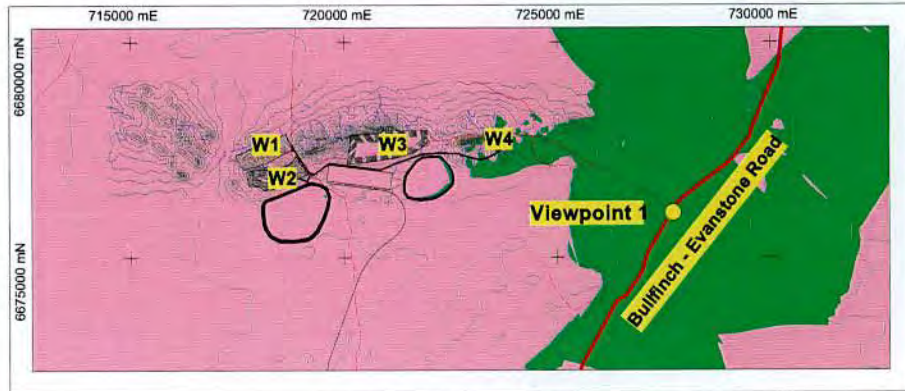 715000 mE 720000 mE 725000 mE 730000 mE
6680000 mN
W1 W3 W4
W2
Viewpoint 1
Bullfinch - Evanstone Road
6675000 mN